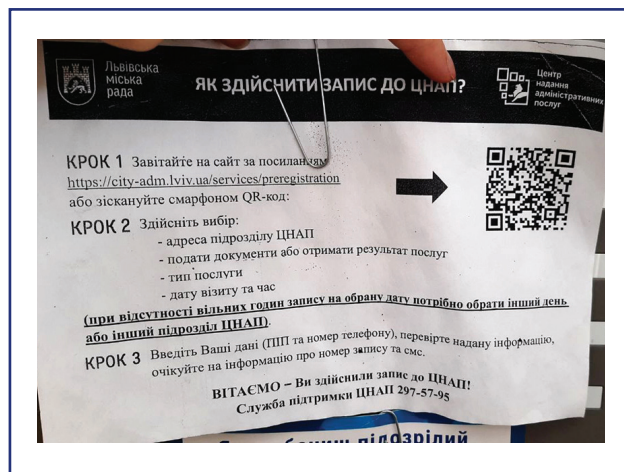 Львівська
міська
рада
ЯК ЗДІЙСНИТИ ЗАПИС ДО ЦНАП?
Центр
надання
адміністративних
послуг
КРОК 1 Завітайте на сайт за посиланням
https://city-adm.lviv.ua/services/preregistration
або зіскануйте смарфоном QR-код:
КРОК 2 Здійсніть вибір:
- адреса підрозділу ЦНАП
- подати документи або отримати результат послуг
- тип послуги
- дату візиту та час
(при відсутності вільних годин запису на обрану дату потрібно обрати інший день
або інший підрозділ ЦНАП).
КРОК 3 Введіть Ваші дані (ПІП та номер телефону), перевірте надану інформацію,
очікуйте на інформацію про номер запису та смс.
ВІТАЄМО – Ви здійснили запис до ЦНАП!
Служба підтримки ЦНАП 297-57-95
підозрілий